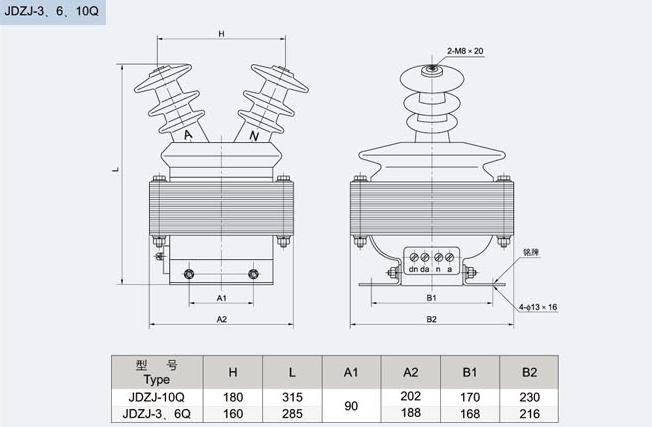 JDZJ-3、6、10Q
H
2-M8×20
A
N
L
铭牌
dn da n a
A1
B1
4-φ13×16
A2
B2
型 号 H L A1 A2 B1 B2
Type
JDZJ-10Q 180 315 90 202 170 230
JDZJ-3、6Q 160 285 188 168 216